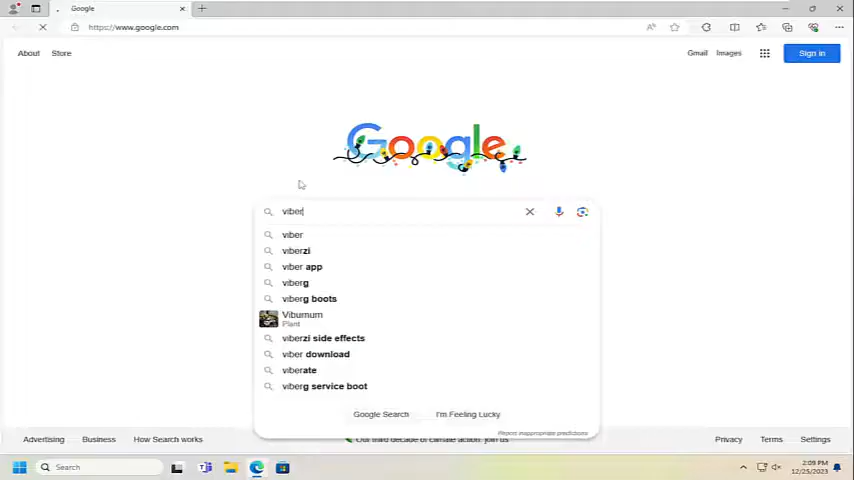 Google
https://www.google.com
About Store Gmail Images Sign in
Google
viber
viber
viberzi
viber app
viberg
viberg boots
Viburnum
Plant
viberzi side effects
viber download
viberate
viberg service boot
Google Search I'm Feeling Lucky
Report inappropriate predictions
Advertising Business How Search works Our third decade of climate action: join us Privacy Terms Settings
Search
2:09 PM
12/25/2023